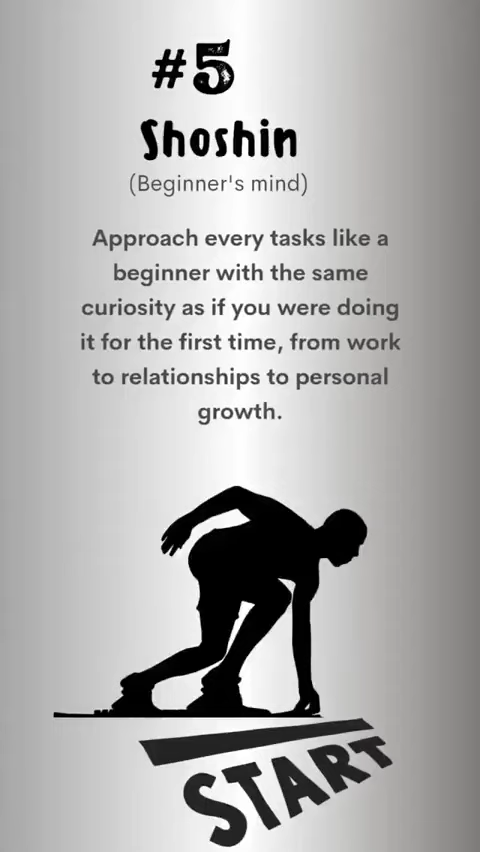 #5
Shoshin
(Beginner's mind)
Approach every tasks like a
beginner with the same
curiosity as if you were doing
it for the first time, from work
to relationships to personal
growth.
START